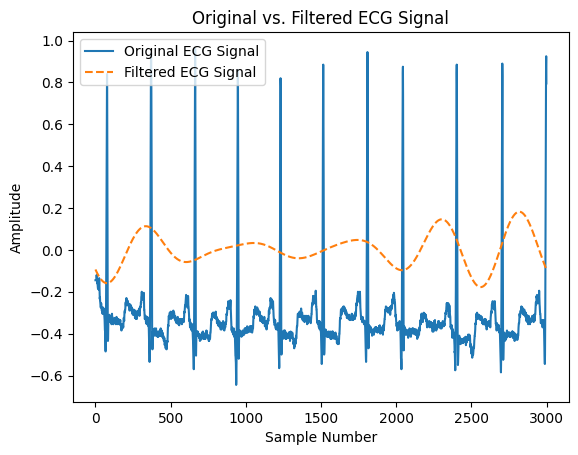 Original vs. Filtered ECG Signal
Original ECG Signal
Filtered ECG Signal
Amplitude
1.0
0.8
0.6
0.4
0.2
0.0
−0.2
−0.4
−0.6
0 500 1000 1500 2000 2500 3000
Sample Number